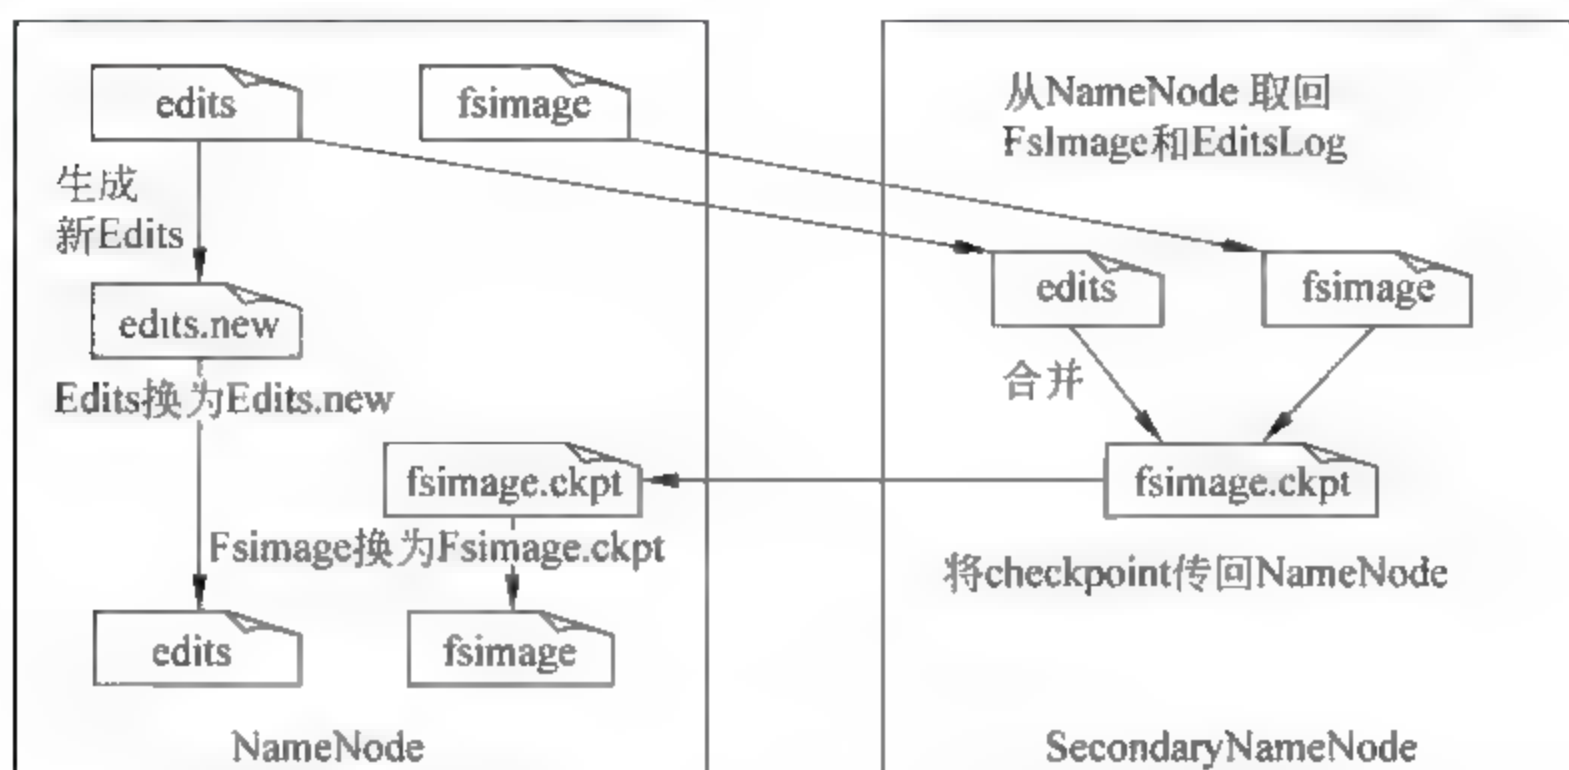 edits
fsimage
从NameNode 取回
FsImage和EditsLog
生成
新Edits
edits
fsimage
edits.new
合并
Edits换为Edits.new
fsimage.ckpt
fsimage.ckpt
Fsimage换为Fsimage.ckpt
将checkpoint传回NameNode
edits
fsimage
NameNode
SecondaryNameNode